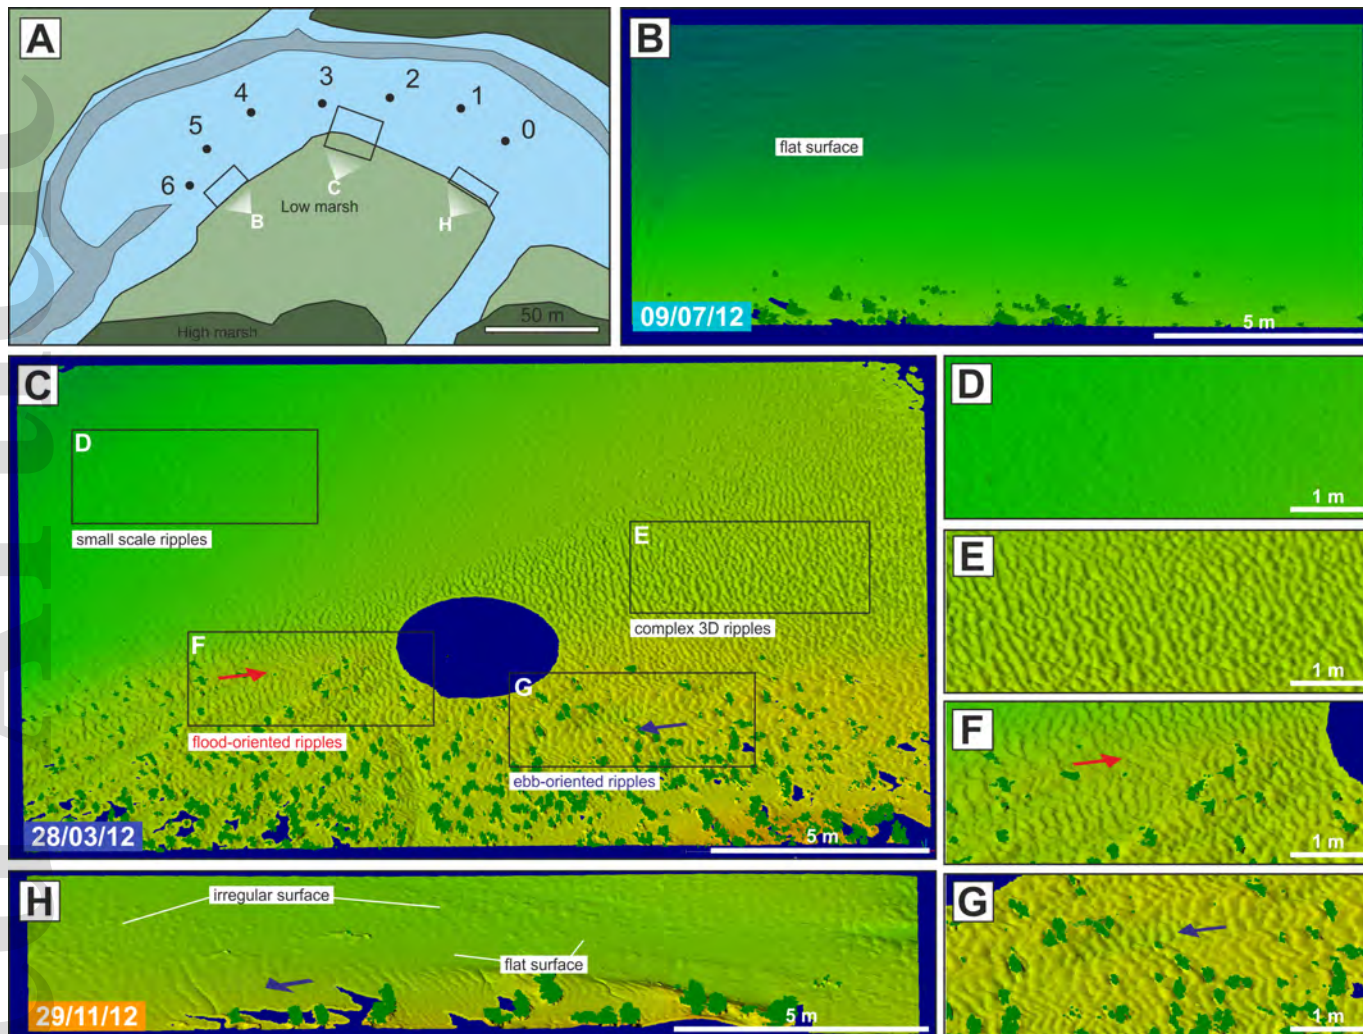 A
3
2
4
1
5
0
6
C
B
Low marsh
H
High marsh
50 m
B
flat surface
09/07/12
5 m
C
D
small scale ripples
E
complex 3D ripples
F
flood-oriented ripples
G
ebb-oriented ripples
28/03/12
5 m
D
1 m
E
1 m
F
1 m
G
1 m
H
irregular surface
flat surface
29/11/12
5 m